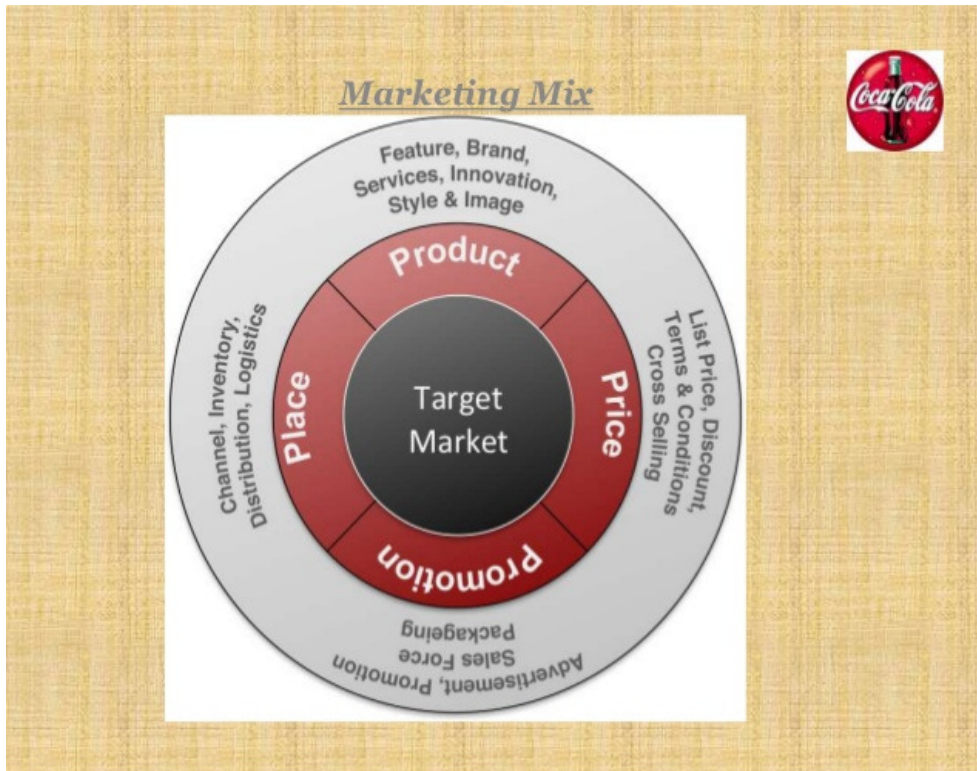 Marketing Mix
Coca-Cola
Feature, Brand,
Services, Innovation,
Style & Image
Product
List Price, Discount,
Terms & Conditions
Cross Selling
Price
Target
Market
Place
Channel, Inventory,
Distribution, Logistics
Promotion
Advertisement, Promotion
Sales Force
Packageing